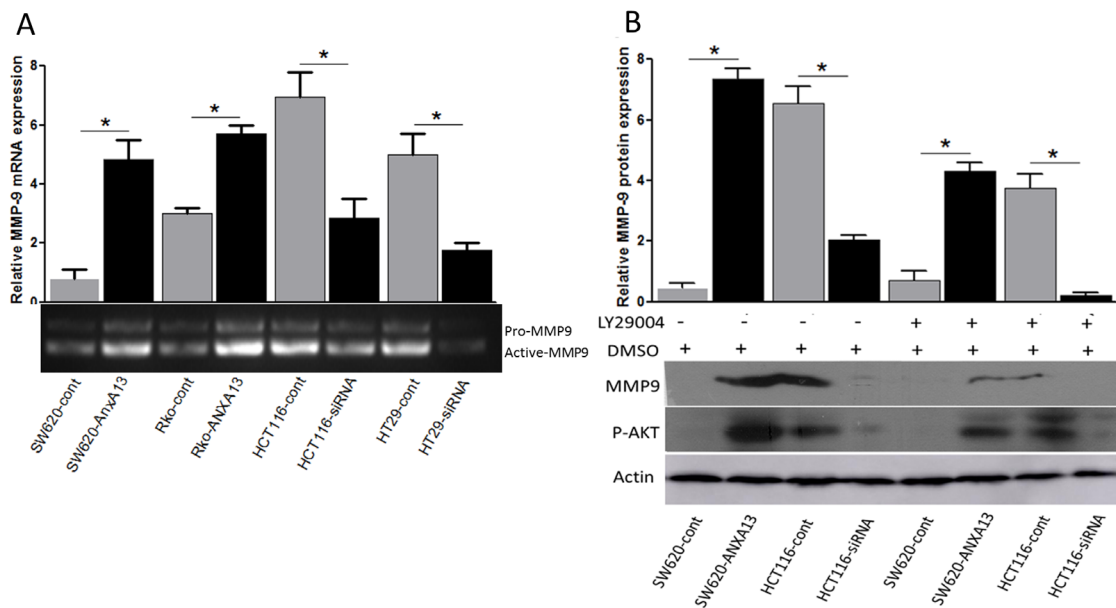 A
Relative MMP-9 mRNA expression
8
6
4
2
0
* * * *
Pro-MMP9
Active-MMP9
SW620-cont
SW620-AnxA13
Rko-cont
Rko-ANXA13
HCT116-cont
HCT116-siRNA
HT29-cont
HT29-siRNA
B
Relative MMP-9 protein expression
8
6
4
2
0
* * * *
LY29004 - - - - + + + +
DMSO + + + + + + + +
MMP9
P-AKT
Actin
SW620-cont
SW620-ANXA13
HCT116-cont
HCT116-siRNA
SW620-cont
SW620-ANXA13
HCT116-cont
HCT116-siRNA